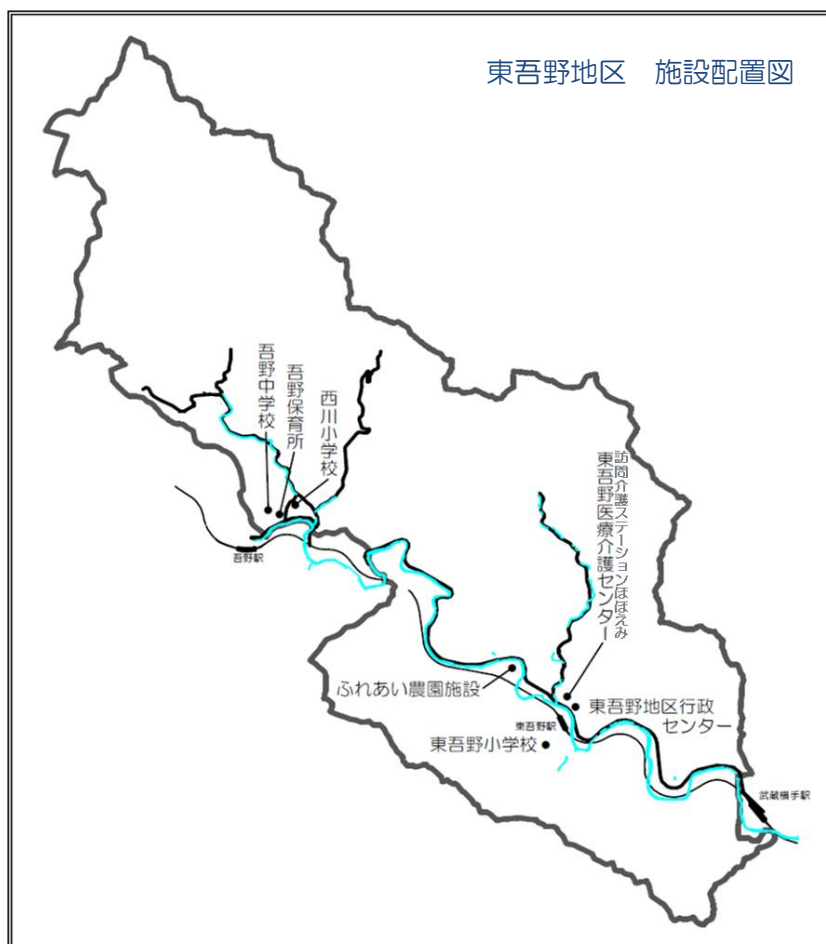 東吾野地区　施設配置図
吾野中学校
吾野保育所
西川小学校
吾野駅
訪問介護ステーションほほえみ
東吾野医療介護センター
ふれあい農園施設
東吾野駅
東吾野地区行政
センター
東吾野小学校
武蔵横手駅